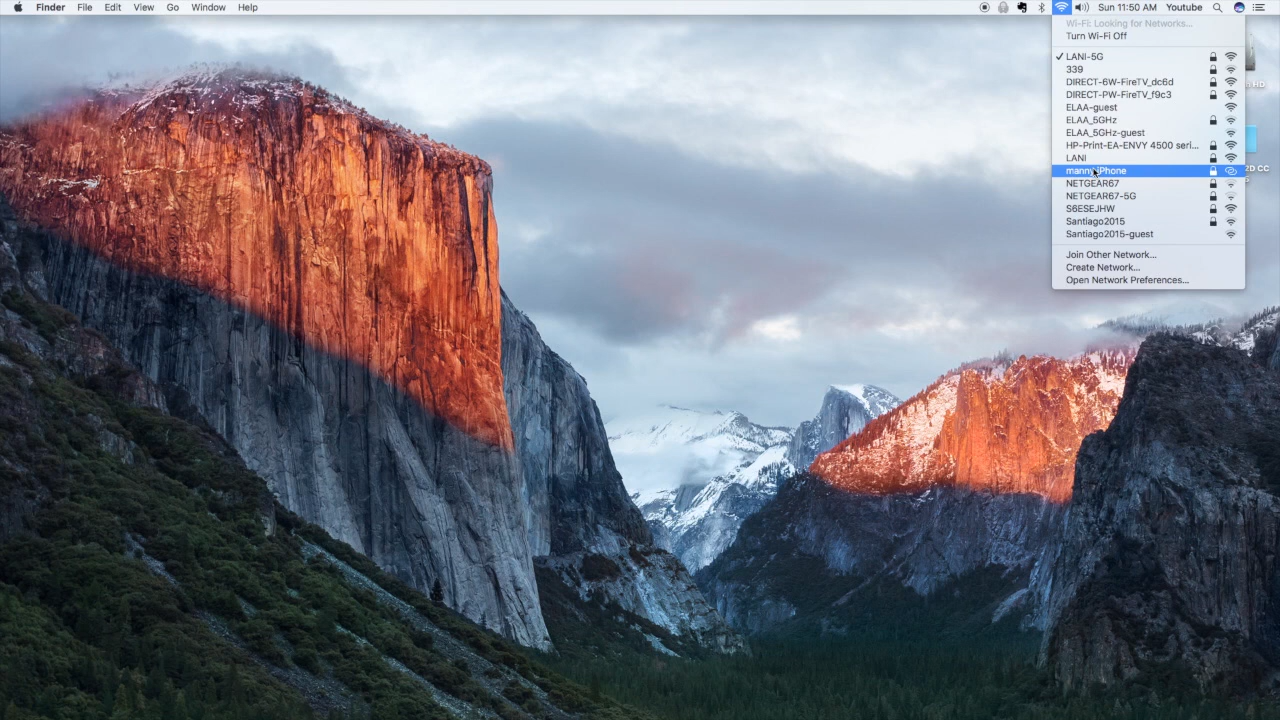 Finder File Edit View Go Window Help Sun 11:50 AM Youtube
Wi-Fi: Looking for Networks...
Turn Wi-Fi Off
LANI-5G
339
DIRECT-6W-FireTV_dc6d
DIRECT-PW-FireTV_f9c3
ELAA-guest
ELAA_5GHz
ELAA_5GHz-guest
HP-Print-EA-ENVY 4500 seri...
LANI
manny iPhone
NETGEAR67
NETGEAR67-5G
S6ESEJHW
Santiago2015
Santiago2015-guest
Join Other Network...
Create Network...
Open Network Preferences...
HD
2D CC